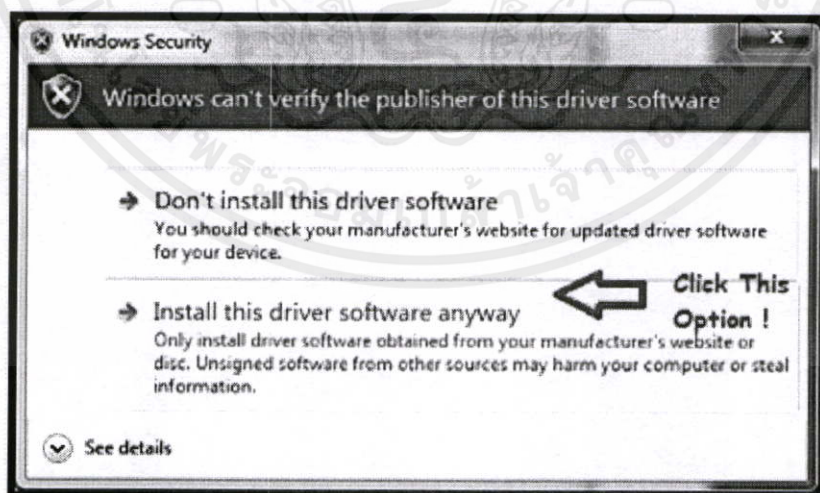 Windows Security
Windows can't verify the publisher of this driver software
Don't install this driver software
You should check your manufacturer's website for updated driver software
for your device.
Click This
Option !
Install this driver software anyway
Only install driver software obtained from your manufacturer's website or
disc. Unsigned software from other sources may harm your computer or steal
information.
See details